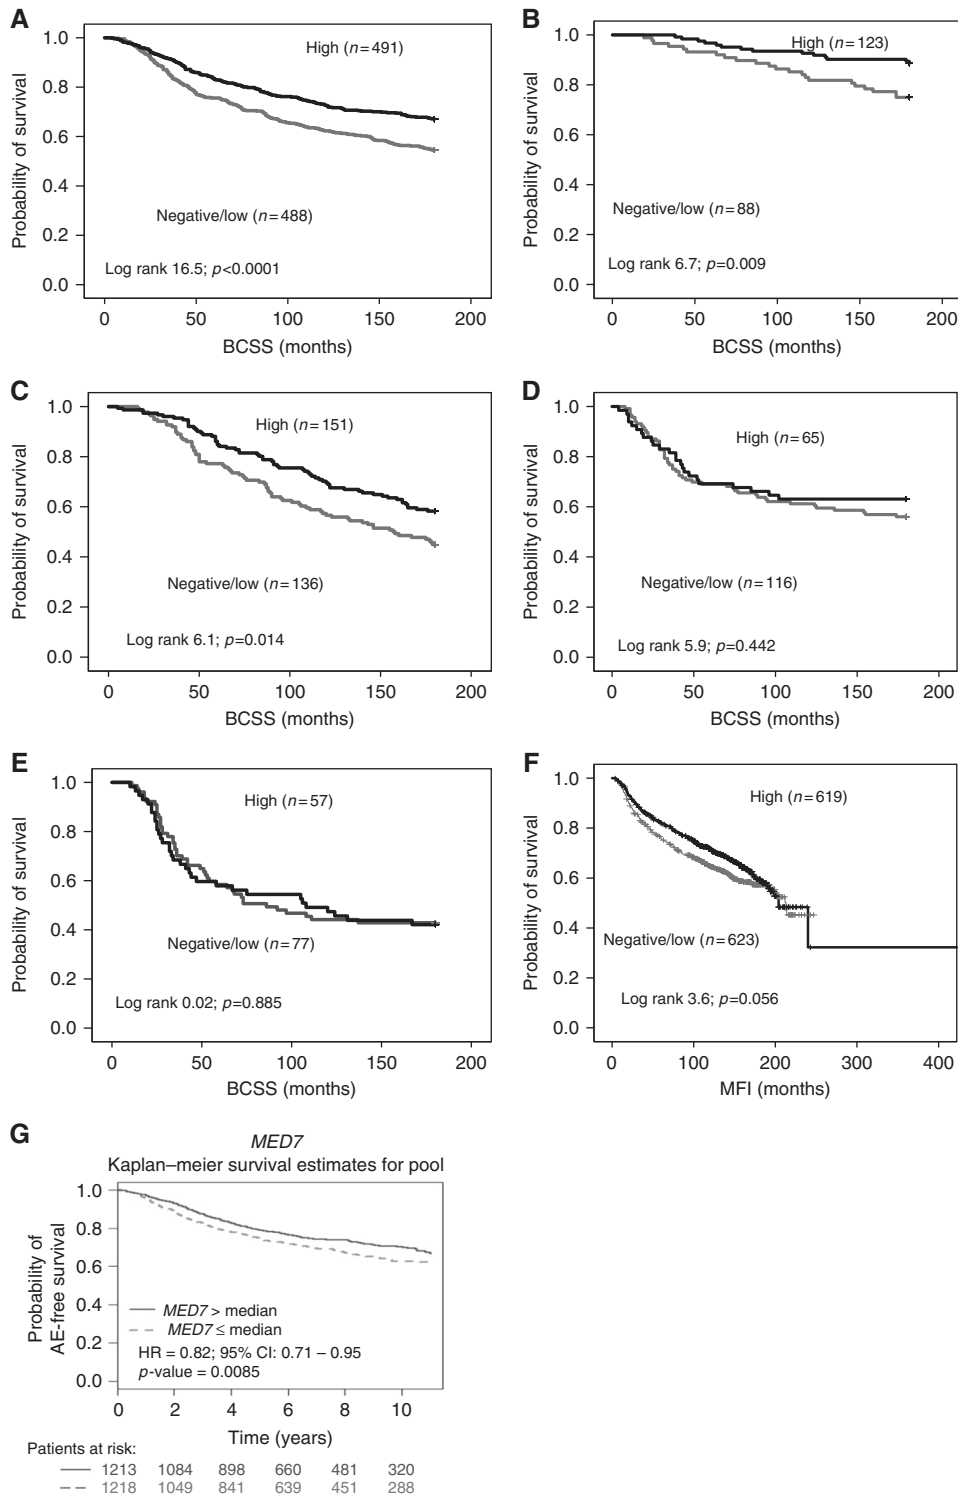 A
Probability of survival
1.0
0.8
0.6
0.4
0.2
0.0
High (n=491)
Negative/low (n=488)
Log rank 16.5; p<0.0001
0 50 100 150 200
BCSS (months)
B
Probability of survival
1.0
0.8
0.6
0.4
0.2
0.0
High (n=123)
Negative/low (n=88)
Log rank 6.7; p=0.009
0 50 100 150 200
BCSS (months)
C
Probability of survival
1.0
0.8
0.6
0.4
0.2
0.0
High (n=151)
Negative/low (n=136)
Log rank 6.1; p=0.014
0 50 100 150 200
BCSS (months)
D
Probability of survival
1.0
0.8
0.6
0.4
0.2
0.0
High (n=65)
Negative/low (n=116)
Log rank 5.9; p=0.442
0 50 100 150 200
BCSS (months)
E
Probability of survival
1.0
0.8
0.6
0.4
0.2
0.0
High (n=57)
Negative/low (n=77)
Log rank 0.02; p=0.885
0 50 100 150 200
BCSS (months)
F
Probability of survival
1.0
0.8
0.6
0.4
0.2
0.0
High (n=619)
Negative/low (n=623)
Log rank 3.6; p=0.056
0 100 200 300 400
MFI (months)
G
MED7
Kaplan–meier survival estimates for pool
Probability of
AE-free survival
1.0
0.8
0.6
0.4
0.2
0.0
MED7 > median
MED7 ≤ median
HR = 0.82; 95% CI: 0.71 – 0.95
p-value = 0.0085
0 2 4 6 8 10
Time (years)
Patients at risk:
1213 1084 898 660 481 320
1218 1049 841 639 451 288